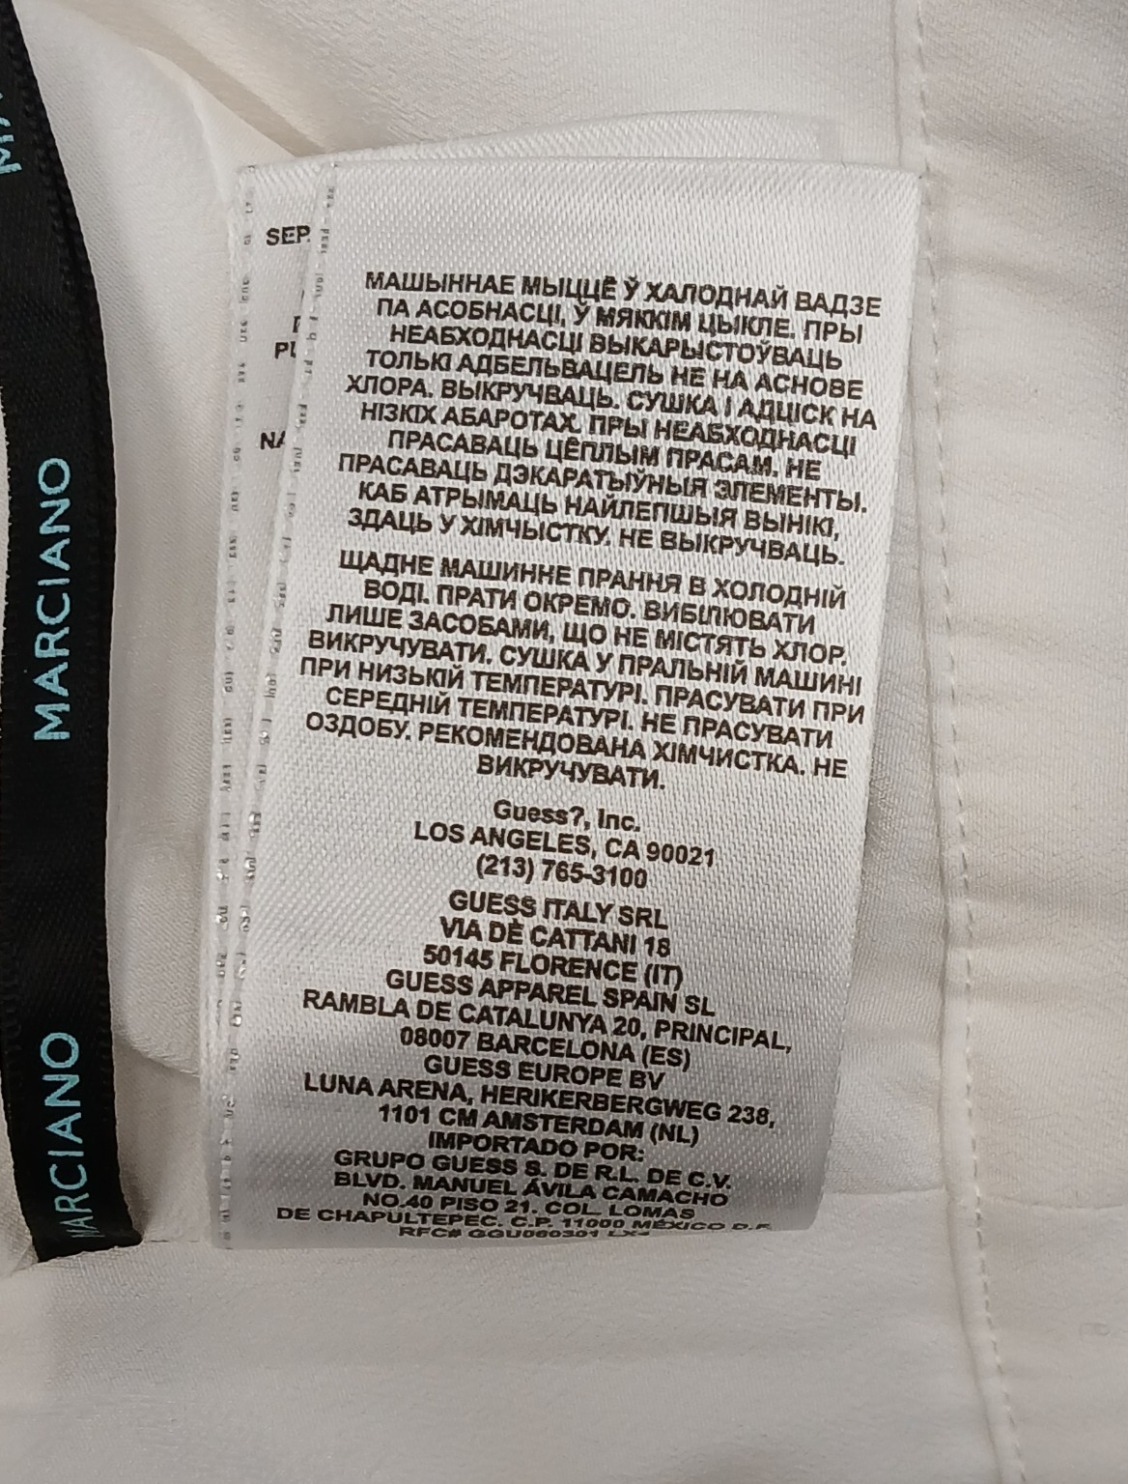 MARCIANO
MARCIANO
SEP.
МАШЫННАЕ МЫЦЦЁ Ў ХАЛОДНАЙ ВАДЗЕ
ПА АСОБНАСЦІ, Ў МЯККІМ ЦЫКЛЕ. ПРЫ
НЕАБХОДНАСЦІ ВЫКАРЫСТОЎВАЦЬ
ТОЛЬКІ АДБЕЛЬВАЦЕЛЬ НЕ НА АСНОВЕ
ХЛОРА. ВЫКРУЧВАЦЬ. СУШКА І АДЦІСК НА
НІЗКІХ АБАРОТАХ. ПРЫ НЕАБХОДНАСЦІ
ПРАСАВАЦЬ ЦЁПЛЫМ ПРАСАМ. НЕ
ПРАСАВАЦЬ ДЭКАРАТЫЎНЫЯ ЭЛЕМЕНТЫ.
КАБ АТРЫМАЦЬ НАЙЛЕПШЫЯ ВЫНІКІ,
ЗДАЦЬ У ХІМЧЫСТКУ. НЕ ВЫКРУЧВАЦЬ.
ЩАДНЕ МАШИННЕ ПРАННЯ В ХОЛОДНІЙ
ВОДІ. ПРАТИ ОКРЕМО. ВИБІЛЮВАТИ
ЛИШЕ ЗАСОБАМИ, ЩО НЕ МІСТЯТЬ ХЛОР.
ВИКРУЧУВАТИ. СУШКА У ПРАЛЬНІЙ МАШИНІ
ПРИ НИЗЬКІЙ ТЕМПЕРАТУРІ. ПРАСУВАТИ ПРИ
СЕРЕДНІЙ ТЕМПЕРАТУРІ. НЕ ПРАСУВАТИ
ОЗДОБУ. РЕКОМЕНДОВАНА ХІМЧИСТКА. НЕ
ВИКРУЧУВАТИ.
Guess?, Inc.
LOS ANGELES, CA 90021
(213) 765-3100
GUESS ITALY SRL
VIA DÈ CATTANI 18
50145 FLORENCE (IT)
GUESS APPAREL SPAIN SL
RAMBLA DE CATALUNYA 20, PRINCIPAL,
08007 BARCELONA (ES)
GUESS EUROPE BV
LUNA ARENA, HERIKERBERGWEG 238,
1101 CM AMSTERDAM (NL)
IMPORTADO POR:
GRUPO GUESS S. DE R.L. DE C.V.
BLVD. MANUEL ÁVILA CAMACHO
NO.40 PISO 21. COL. LOMAS
DE CHAPULTEPEC. C.P. 11000 MÉXICO D.F.
RFC# GGU060301